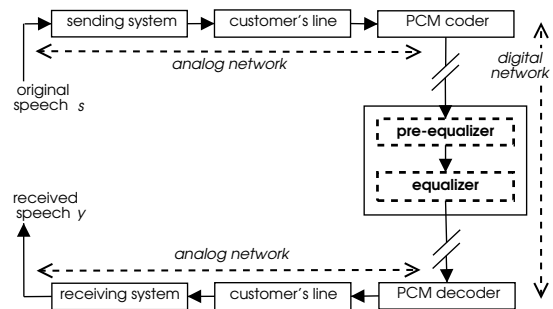 sending system
customer's line
PCM coder
analog network
digital
network
original
speech s
pre-equalizer
equalizer
received
speech y
analog network
receiving system
customer's line
PCM decoder